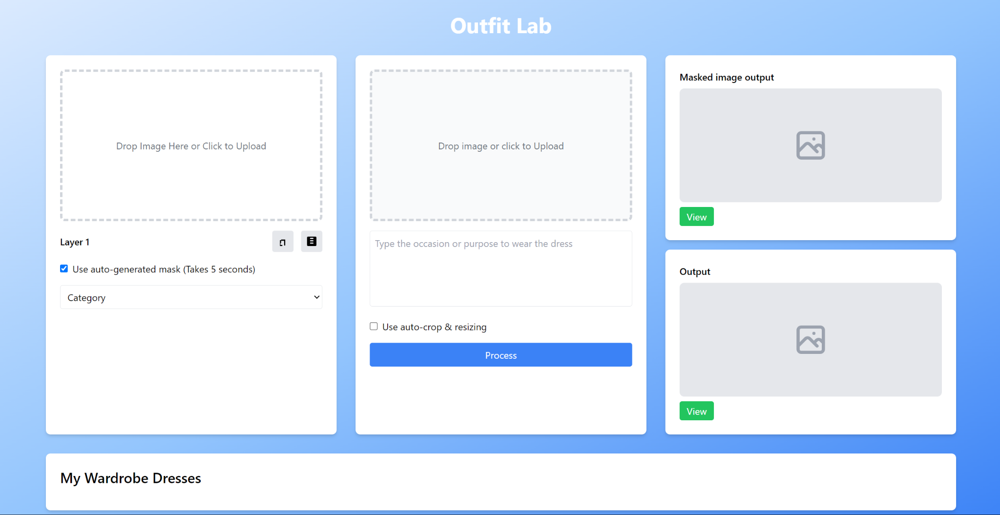 Outfit Lab
Drop Image Here or Click to Upload
Layer 1
Use auto-generated mask (Takes 5 seconds)
Category
Drop image or click to Upload
Type the occasion or purpose to wear the dress
Use auto-crop & resizing
Process
Masked image output
View
Output
View
My Wardrobe Dresses